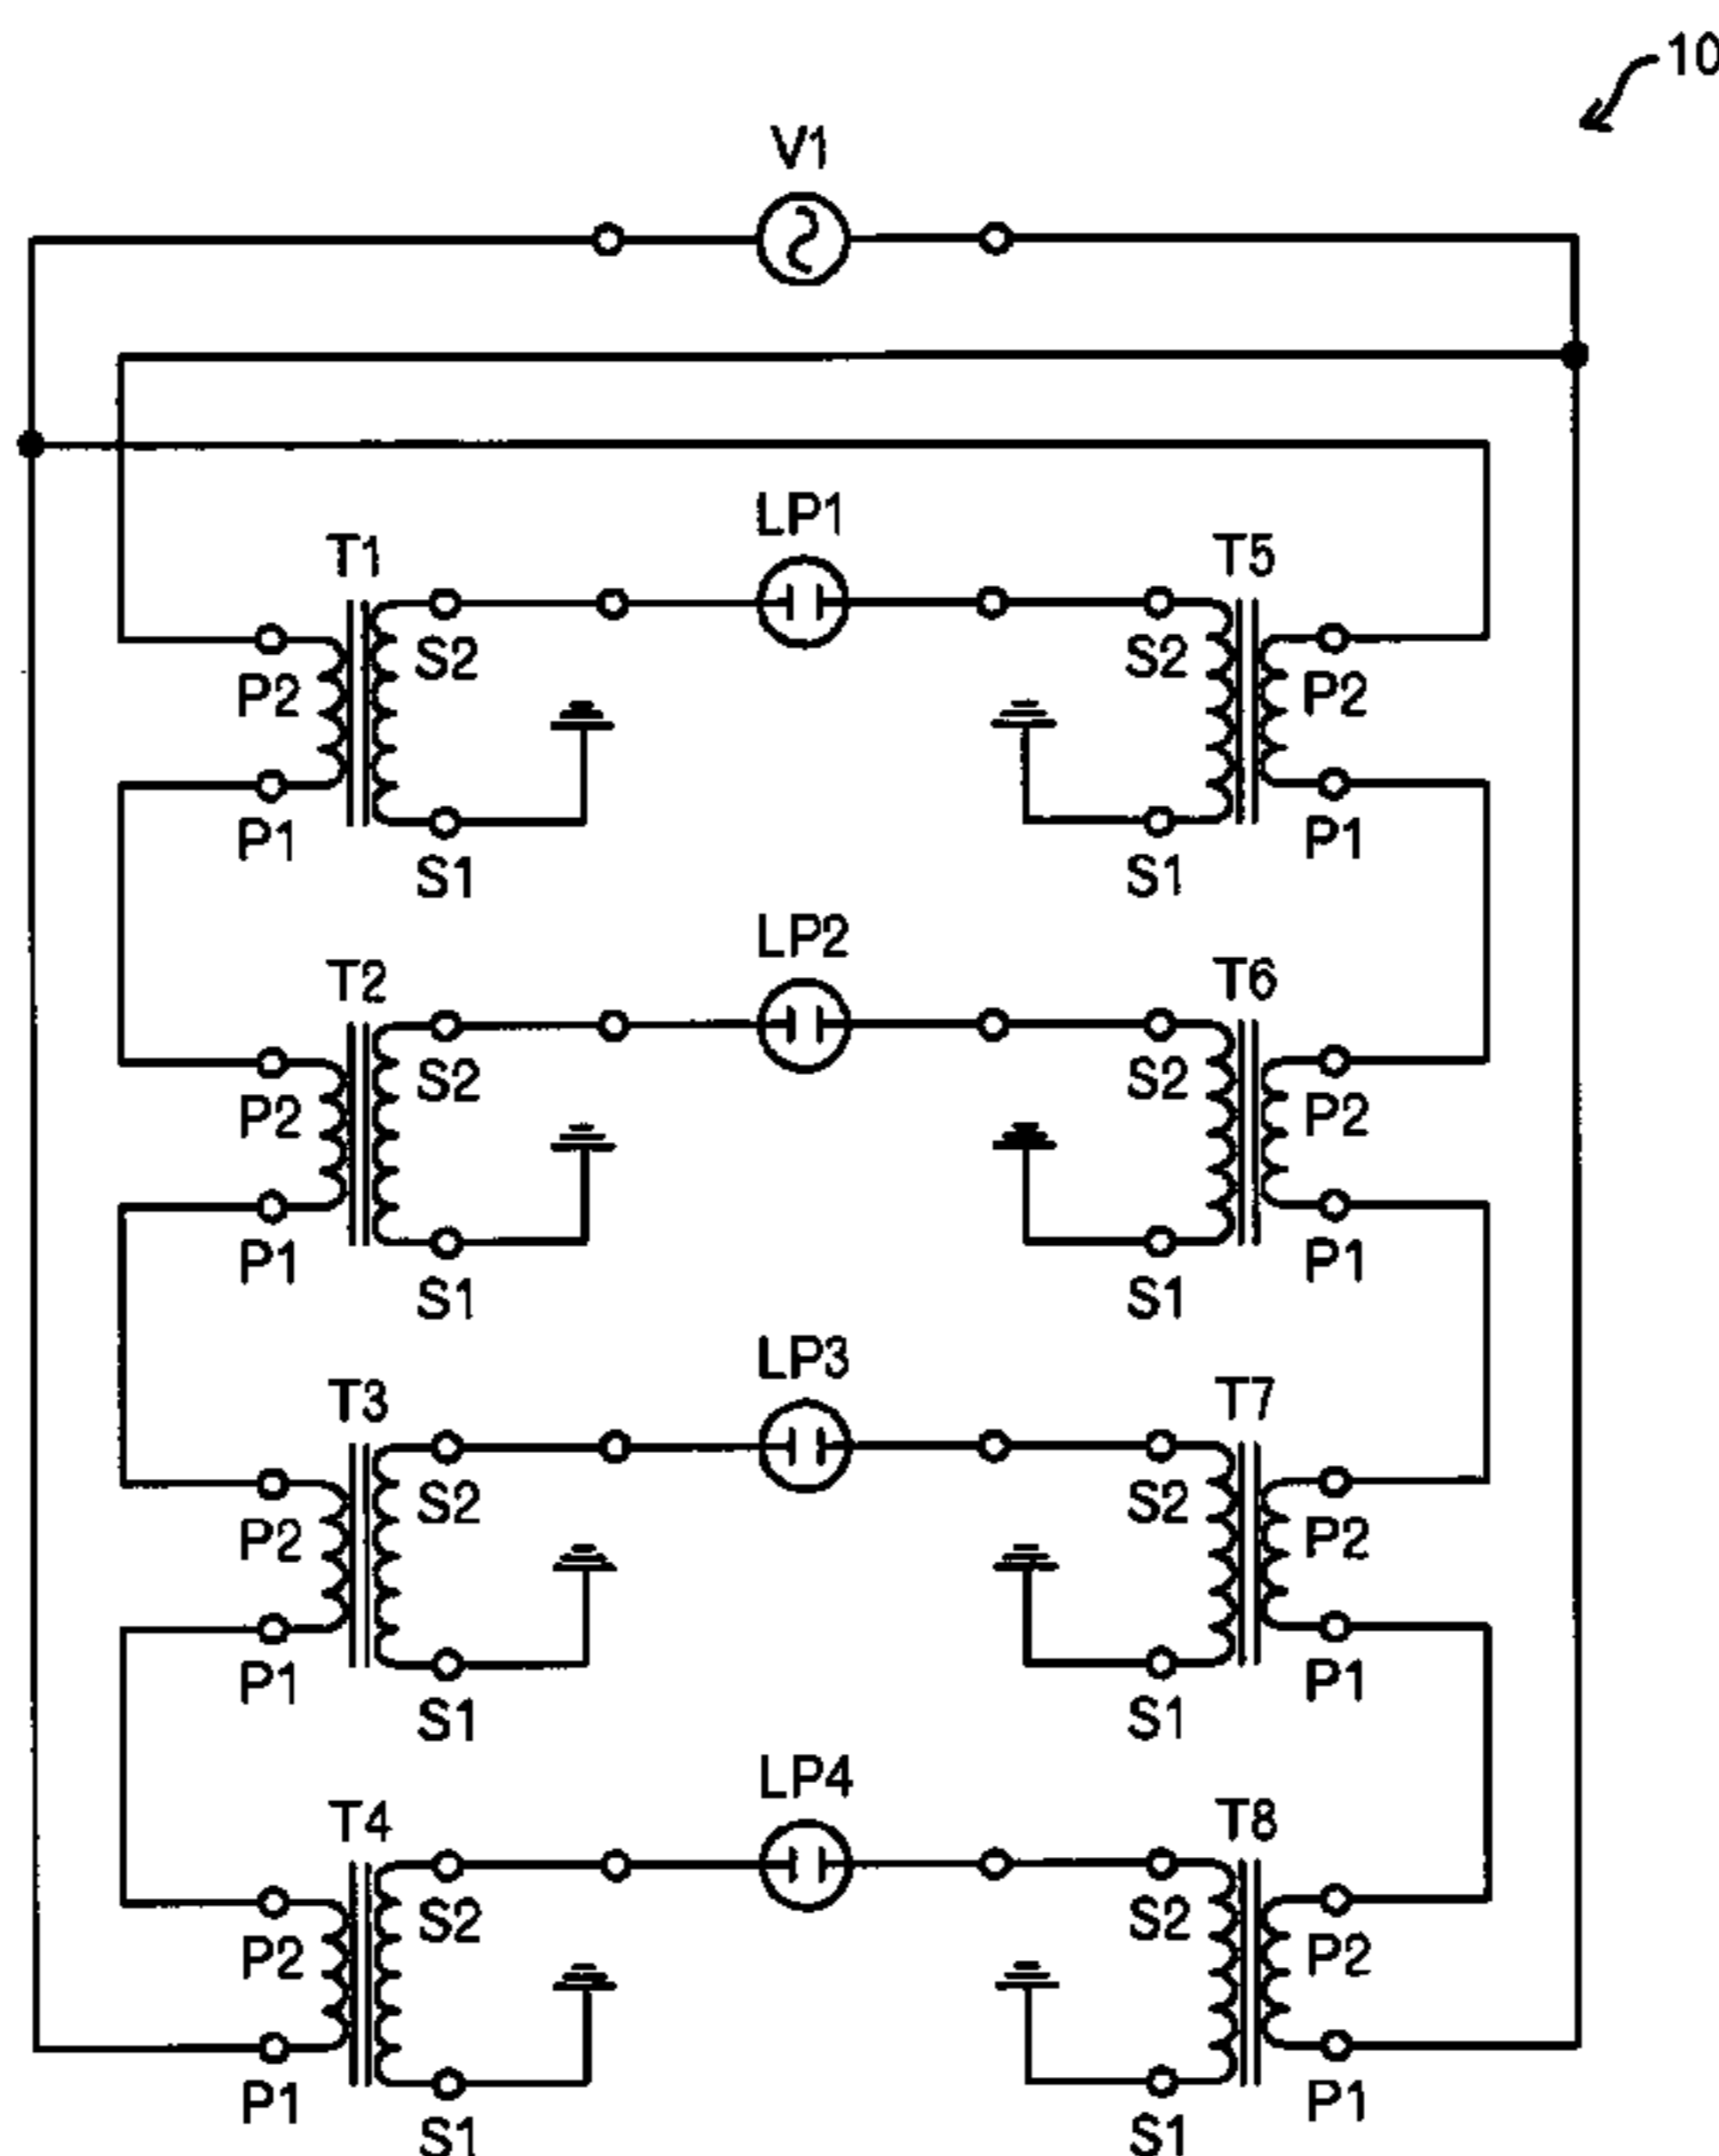 10
V1
LP1
T1 T5
S2 S2
P2 P2
P1 P1
S1 S1
LP2
T2 T6
S2 S2
P2 P2
P1 P1
S1 S1
LP3
T3 T7
S2 S2
P2 P2
P1 P1
S1 S1
LP4
T4 T8
S2 S2
P2 P2
P1 P1
S1 S1